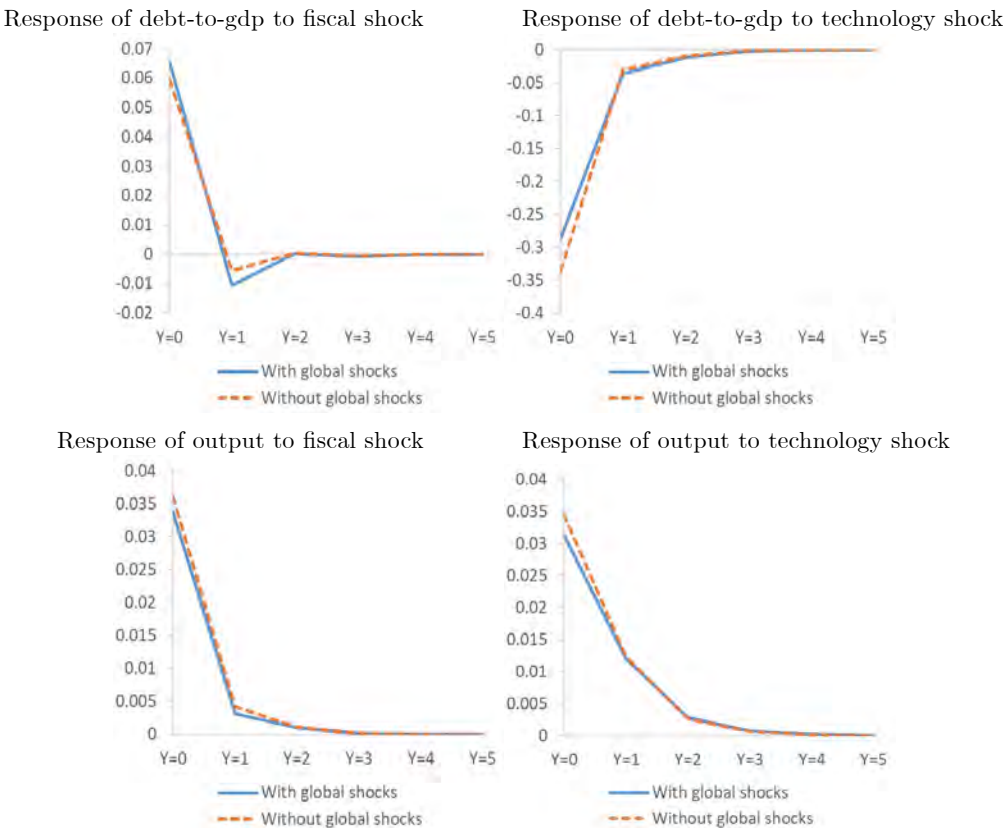 Response of debt-to-gdp to fiscal shock
0.07
0.06
0.05
0.04
0.03
0.02
0.01
0
-0.01
-0.02
Y=0 Y=1 Y=2 Y=3 Y=4 Y=5
With global shocks
Without global shocks
Response of debt-to-gdp to technology shock
0
-0.05
-0.1
-0.15
-0.2
-0.25
-0.3
-0.35
-0.4
Y=0 Y=1 Y=2 Y=3 Y=4 Y=5
With global shocks
Without global shocks
Response of output to fiscal shock
0.04
0.035
0.03
0.025
0.02
0.015
0.01
0.005
0
Y=0 Y=1 Y=2 Y=3 Y=4 Y=5
With global shocks
Without global shocks
Response of output to technology shock
0.04
0.035
0.03
0.025
0.02
0.015
0.01
0.005
0
Y=0 Y=1 Y=2 Y=3 Y=4 Y=5
With global shocks
Without global shocks